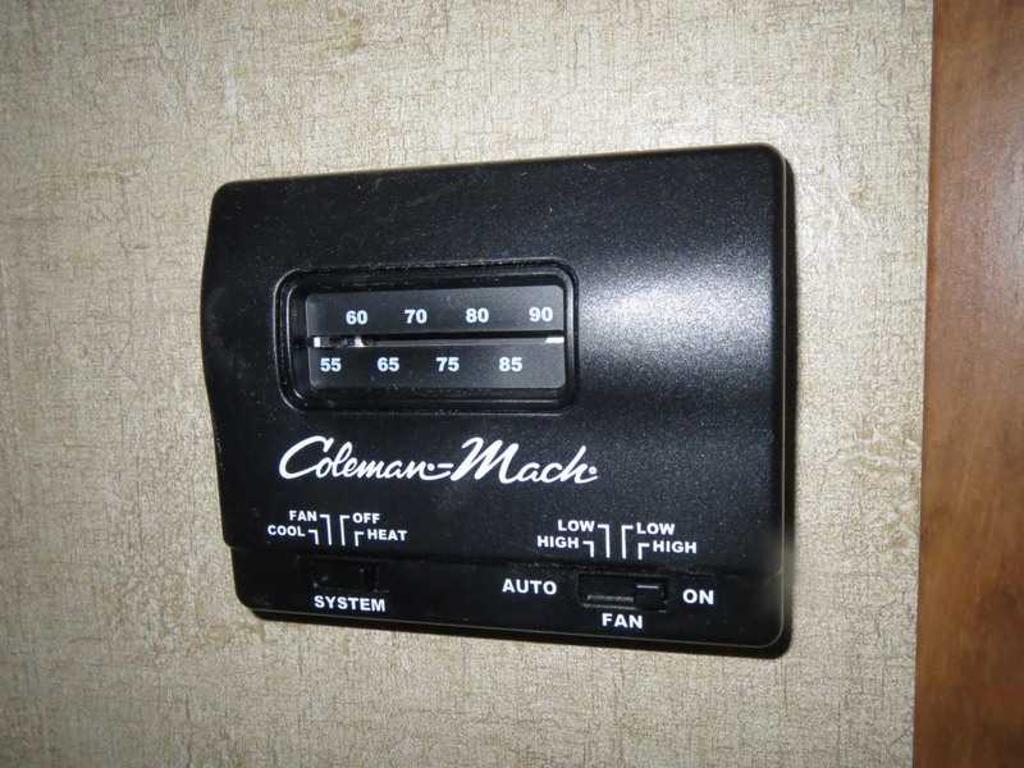 60 70 80 90
55 65 75 85
Coleman-Mach
FAN OFF
COOL HEAT
LOW LOW
HIGH HIGH
AUTO ON
SYSTEM
FAN